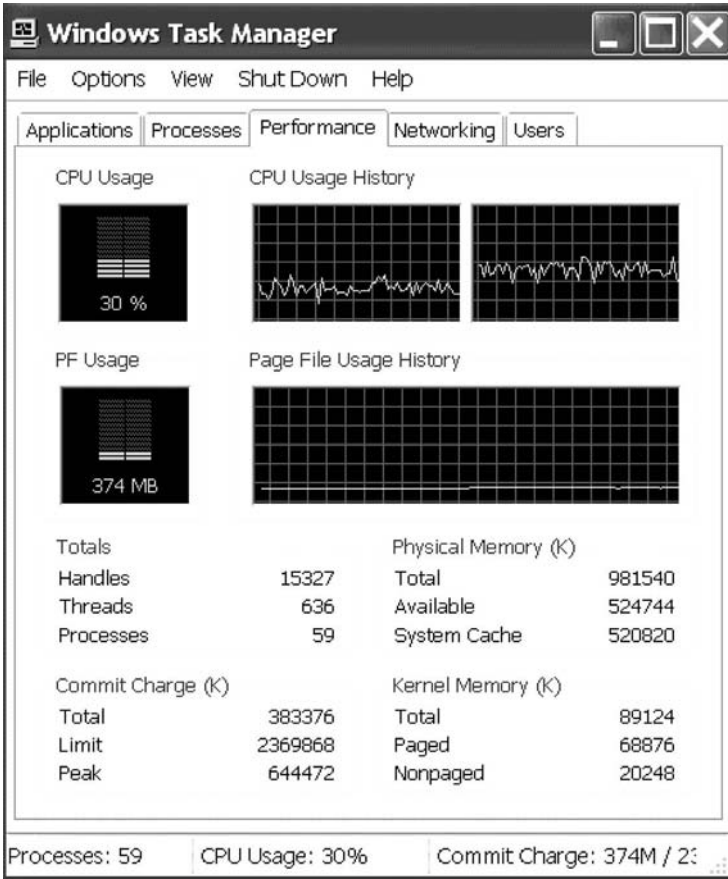 Windows Task Manager
File Options View Shut Down Help
Applications Processes Performance Networking Users
CPU Usage CPU Usage History
30 %
PF Usage Page File Usage History
374 MB
Totals
Handles 15327
Threads 636
Processes 59
Physical Memory (K)
Total 981540
Available 524744
System Cache 520820
Commit Charge (K)
Total 383376
Limit 2369868
Peak 644472
Kernel Memory (K)
Total 89124
Paged 68876
Nonpaged 20248
Processes: 59 CPU Usage: 30% Commit Charge: 374M /